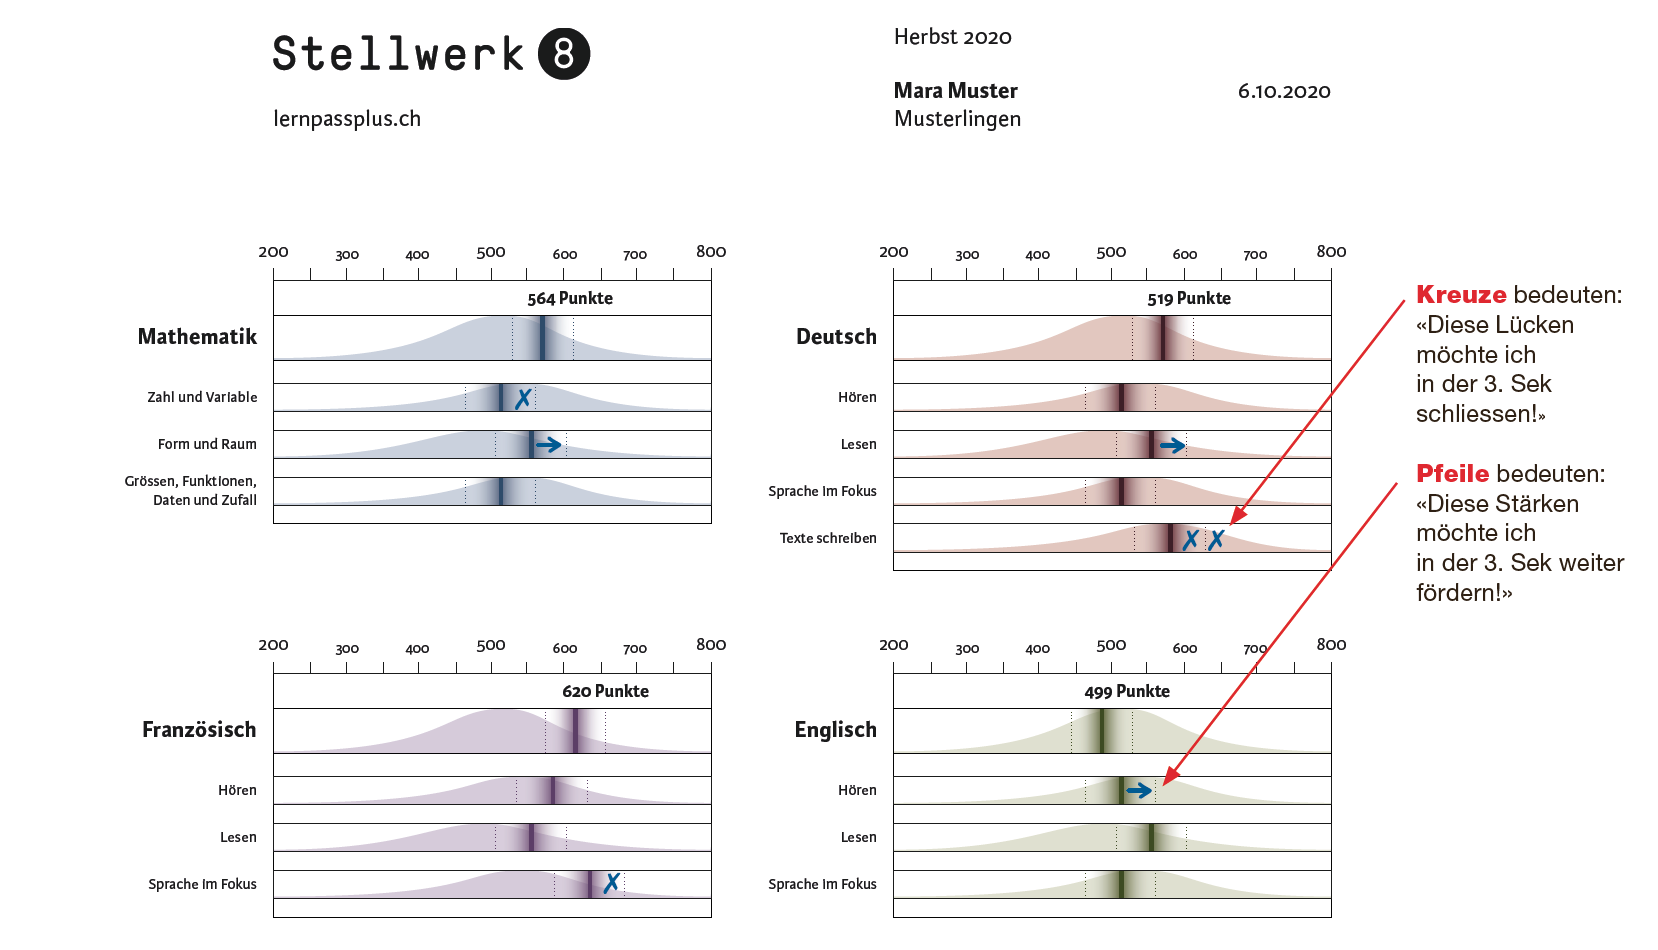 Stellwerk 8
lernpassplus.ch
Herbst 2020
Mara Muster 6.10.2020
Musterlingen
200 300 400 500 600 700 800
564 Punkte
Mathematik
Zahl und Variable
Form und Raum
Grössen, Funktionen,
Daten und Zufall
200 300 400 500 600 700 800
519 Punkte
Deutsch
Hören
Lesen
Sprache im Fokus
Texte schreiben
Kreuze bedeuten:
«Diese Lücken
möchte ich
in der 3. Sek
schliessen!»
Pfeile bedeuten:
«Diese Stärken
möchte ich
in der 3. Sek weiter
fördern!»
200 300 400 500 600 700 800
620 Punkte
Französisch
Hören
Lesen
Sprache im Fokus
200 300 400 500 600 700 800
499 Punkte
Englisch
Hören
Lesen
Sprache im Fokus